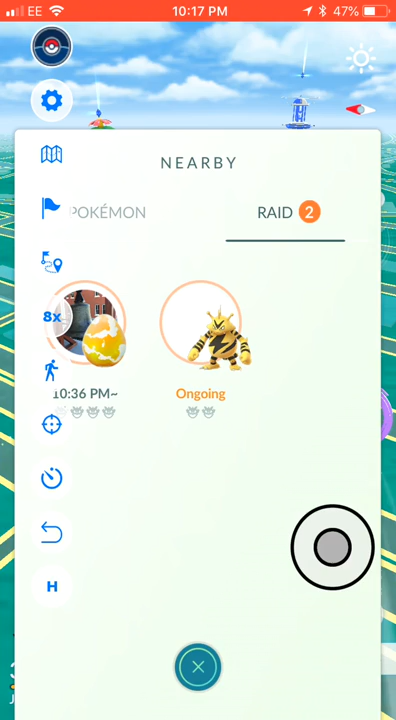 EE 10:17 PM 47%
NEARBY
POKÉMON RAID 2
8x
10:36 PM~ Ongoing
H